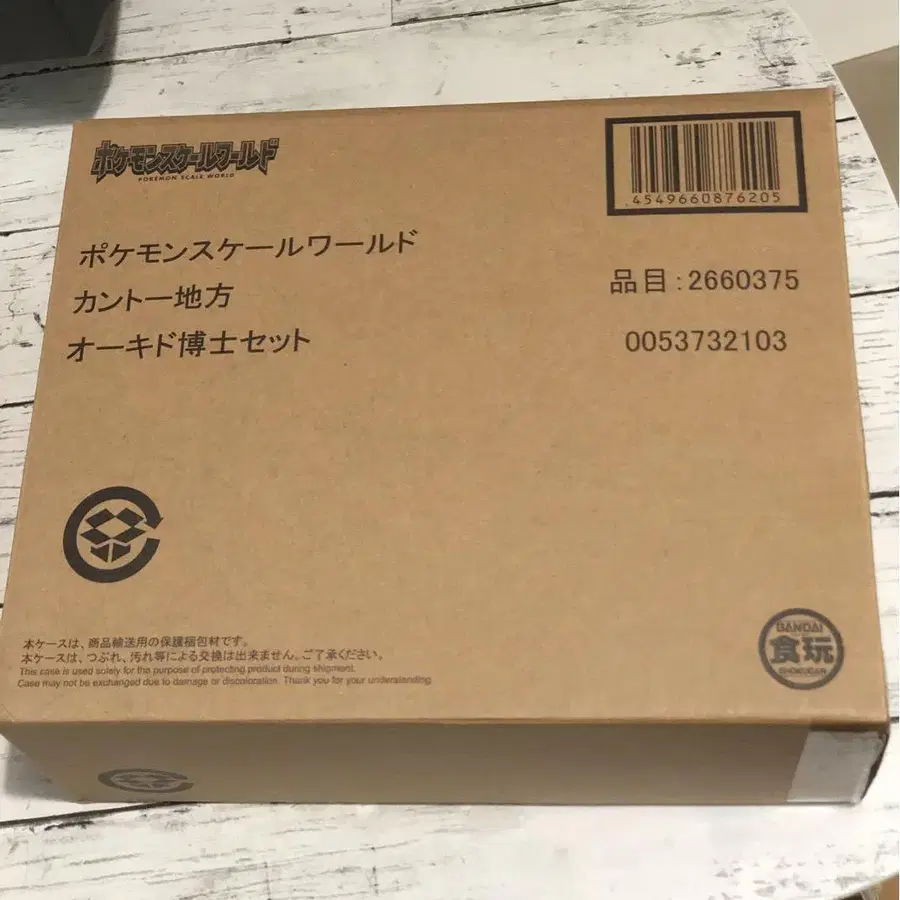 ポケモンスケールワールド
POKEMON SCALE WORLD
4549660876205
ポケモンスケールワールド
カントー地方
オーキド博士セット
品目:2660375
0053732103
本ケースは、商品輸送用の保護梱包材です。
本ケースは、つぶれ、汚れ等による交換は出来ません。ご了承ください。
This case is used solely for the purpose of protecting product during shipment.
Case may not be exchanged due to damage or discoloration. Thank you for your understanding.
BANDAI
食玩
SHOKUGAN